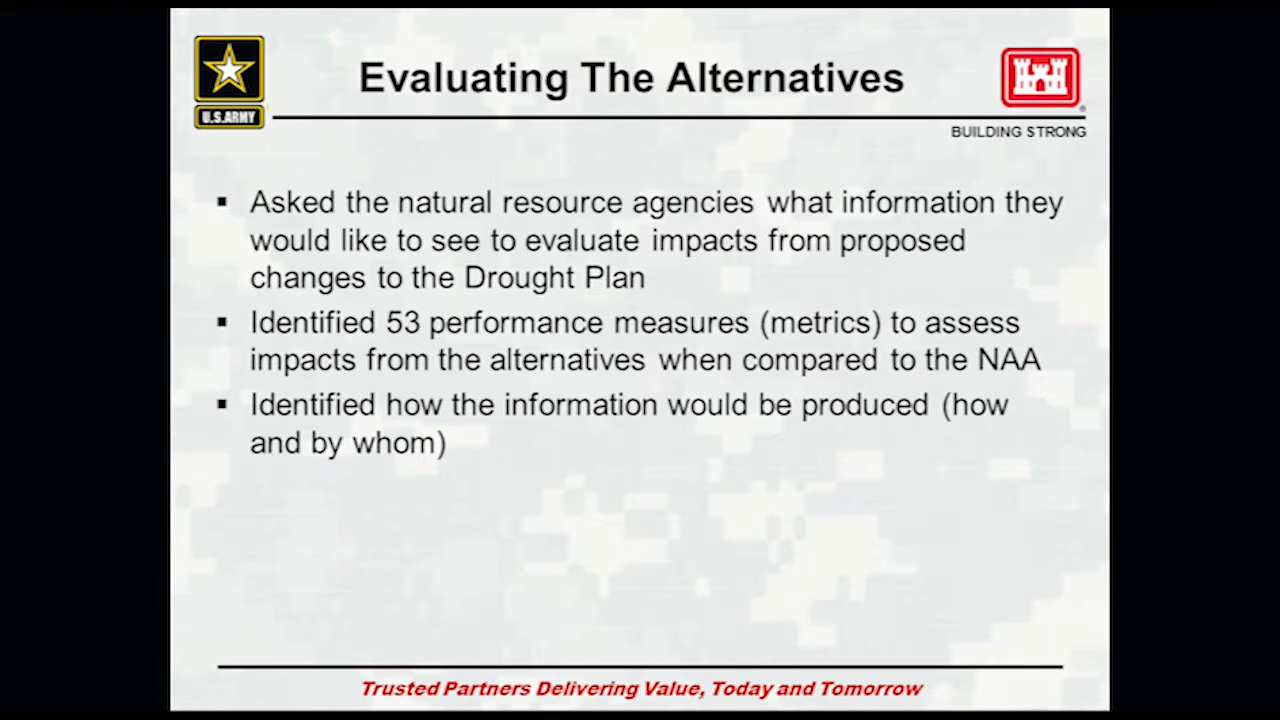 Evaluating The Alternatives
U.S.ARMY
®
BUILDING STRONG
▪ Asked the natural resource agencies what information they
would like to see to evaluate impacts from proposed
changes to the Drought Plan
▪ Identified 53 performance measures (metrics) to assess
impacts from the alternatives when compared to the NAA
▪ Identified how the information would be produced (how
and by whom)
Trusted Partners Delivering Value, Today and Tomorrow